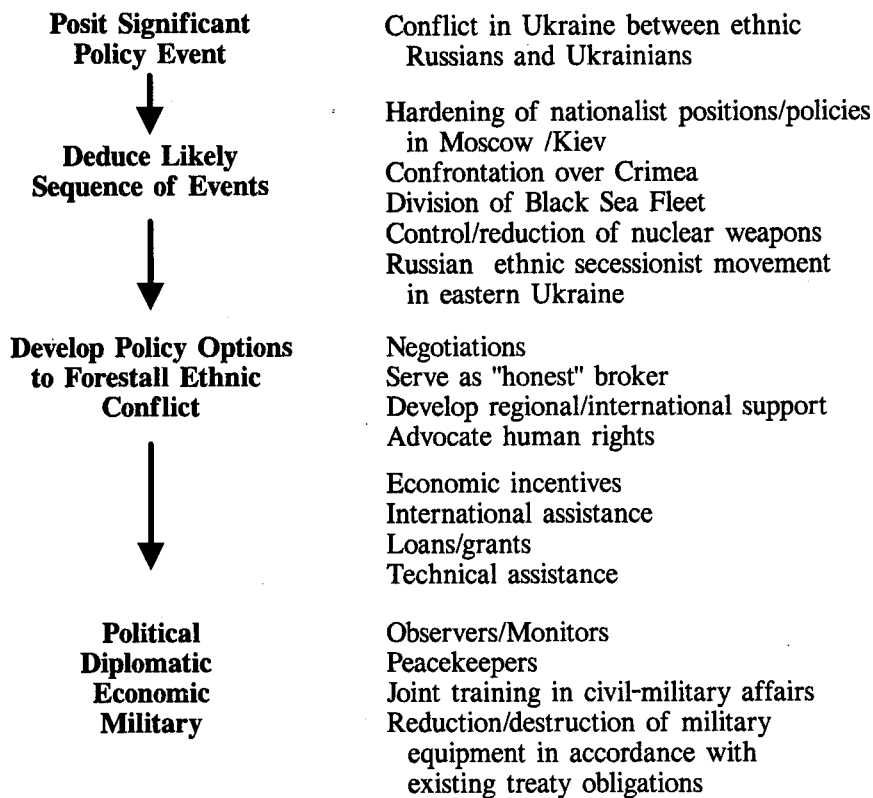 Posit Significant
Policy Event
Conflict in Ukraine between ethnic
Russians and Ukrainians
Deduce Likely
Sequence of Events
Hardening of nationalist positions/policies
in Moscow /Kiev
Confrontation over Crimea
Division of Black Sea Fleet
Control/reduction of nuclear weapons
Russian ethnic secessionist movement
in eastern Ukraine
Develop Policy Options
to Forestall Ethnic
Conflict
Negotiations
Serve as "honest" broker
Develop regional/international support
Advocate human rights
Economic incentives
International assistance
Loans/grants
Technical assistance
Political
Diplomatic
Economic
Military
Observers/Monitors
Peacekeepers
Joint training in civil-military affairs
Reduction/destruction of military
equipment in accordance with
existing treaty obligations